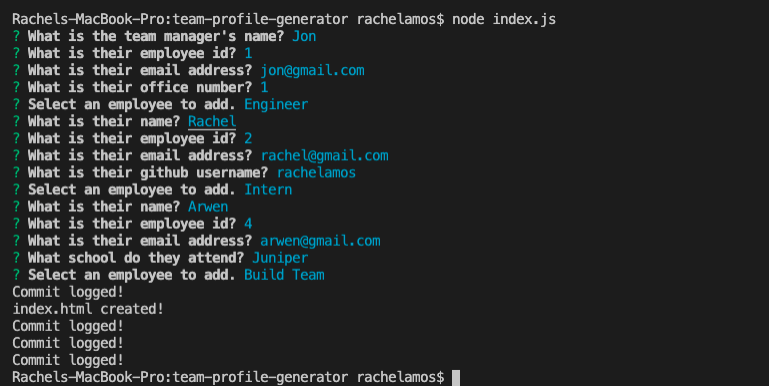 Rachels-MacBook-Pro:team-profile-generator rachelamos$ node index.js
? What is the team manager's name? Jon
? What is their employee id? 1
? What is their email address? jon@gmail.com
? What is their office number? 1
? Select an employee to add. Engineer
? What is their name? Rachel
? What is their employee id? 2
? What is their email address? rachel@gmail.com
? What is their github username? rachelamos
? Select an employee to add. Intern
? What is their name? Arwen
? What is their employee id? 4
? What is their email address? arwen@gmail.com
? What school do they attend? Juniper
? Select an employee to add. Build Team
Commit logged!
index.html created!
Commit logged!
Commit logged!
Commit logged!
Rachels-MacBook-Pro:team-profile-generator rachelamos$